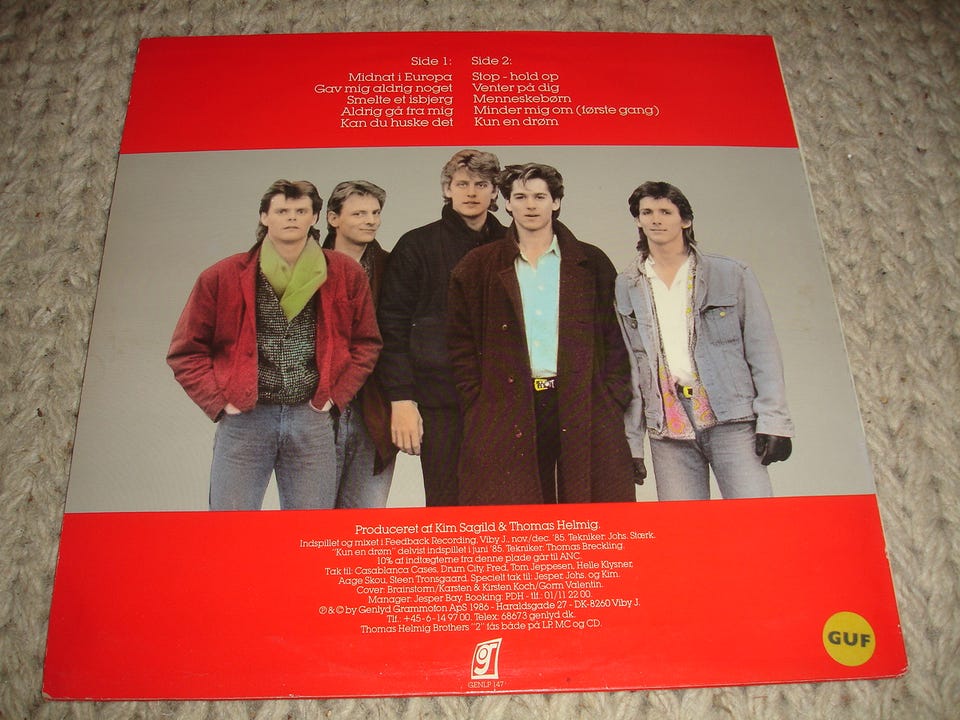 Side 1:
Midnat i Europa
Gav mig aldrig noget
Smelte et isbjerg
Aldrig gå fra mig
Kan du huske det
Side 2:
Stop - hold op
Venter på dig
Menneskebørn
Minder mig om (første gang)
Kun en drøm
Produceret af Kim Sagild & Thomas Helmig.
Indspillet og mixet i Feedback Recording, Viby J., nov./dec. '85. Tekniker: Johs. Stærk.
"Kun en drøm" delvist indspillet i juni '85. Tekniker: Thomas Breckling.
10% af indtægterne fra denne plade går til ANC.
Tak til: Casablanca Cases, Drum City, Fred, Tom Jeppesen, Helle Klysner,
Aage Skou, Steen Tronsgaard. Specielt tak til: Jesper, Johs. og Kim.
Cover: Brainstorm/Karsten & Kirsten Koch/Gorm Valentin.
Manager: Jesper Bay. Booking: PDH - tlf.: 01/11 22 00.
℗ & © by Genlyd Grammofon ApS 1986 - Haraldsgade 27 - DK-8260 Viby J.
Tlf.: +45-6-14 97 00. Telex: 68673 genlyd dk.
Thomas Helmig Brothers "2" fås både på LP, MC og CD.
GENLP 147
GUF